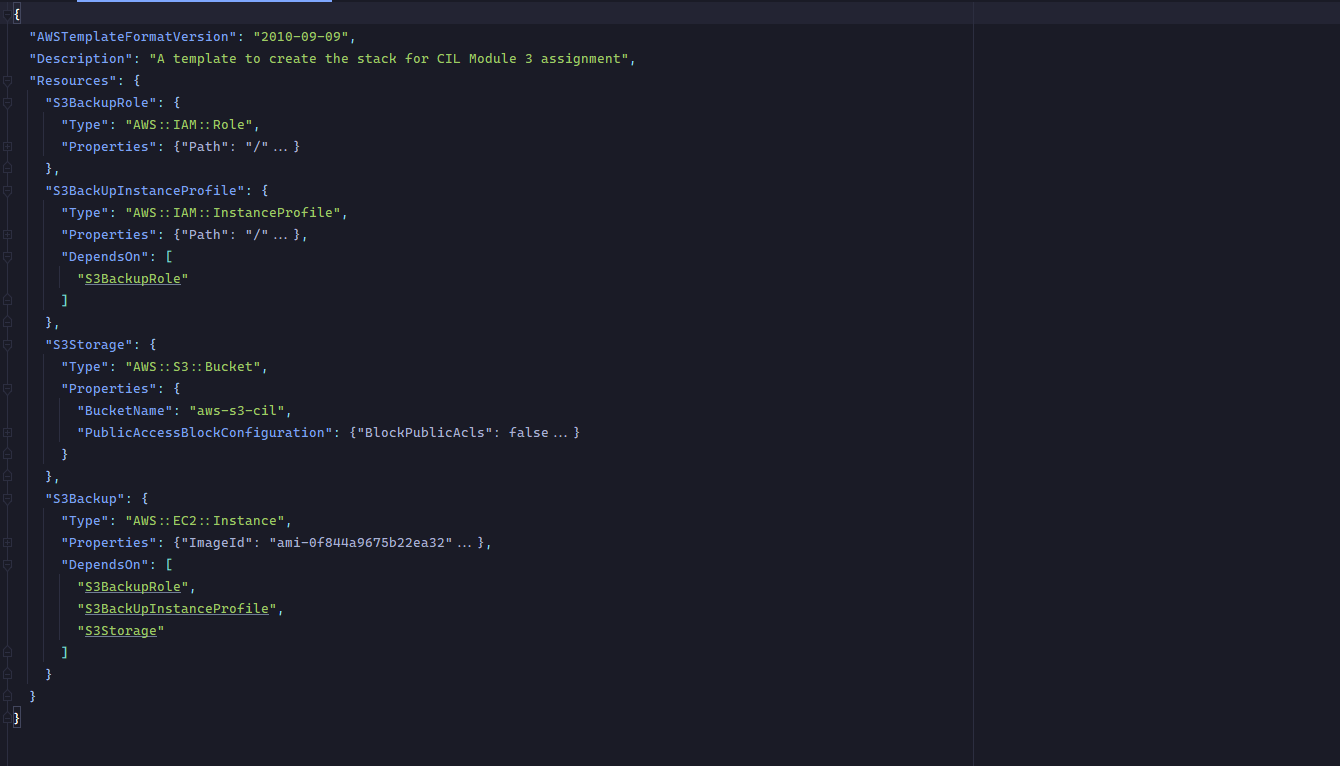 {
  "AWSTemplateFormatVersion": "2010-09-09",
  "Description": "A template to create the stack for CIL Module 3 assignment",
  "Resources": {
    "S3BackupRole": {
      "Type": "AWS::IAM::Role",
      "Properties": {"Path": "/"...}
    },
    "S3BackUpInstanceProfile": {
      "Type": "AWS::IAM::InstanceProfile",
      "Properties": {"Path": "/"...},
      "DependsOn": [
        "S3BackupRole"
      ]
    },
    "S3Storage": {
      "Type": "AWS::S3::Bucket",
      "Properties": {
        "BucketName": "aws-s3-cil",
        "PublicAccessBlockConfiguration": {"BlockPublicAcls": false...}
      }
    },
    "S3Backup": {
      "Type": "AWS::EC2::Instance",
      "Properties": {"ImageId": "ami-0f844a9675b22ea32"...},
      "DependsOn": [
        "S3BackupRole",
        "S3BackUpInstanceProfile",
        "S3Storage"
      ]
    }
  }
}